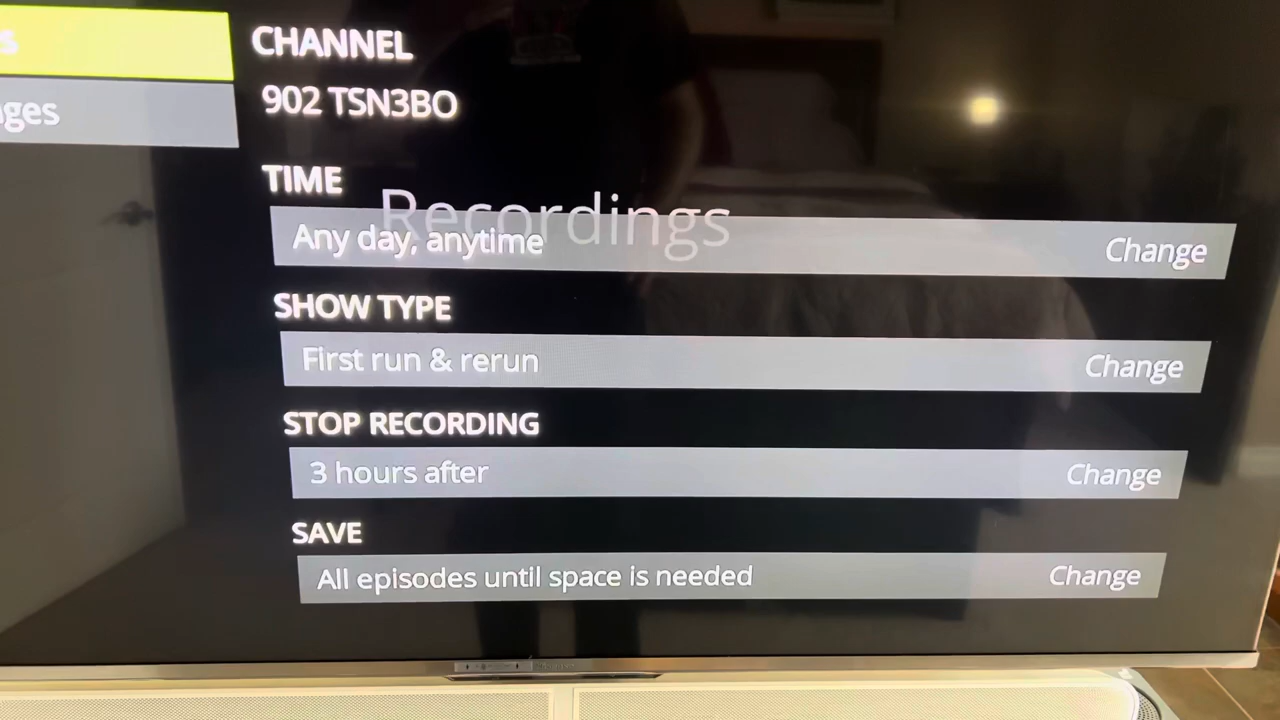 s
ges
CHANNEL
902 TSN3BO
TIME
Recordings
Any day, anytime
Change
SHOW TYPE
First run & rerun
Change
STOP RECORDING
3 hours after
Change
SAVE
All episodes until space is needed
Change